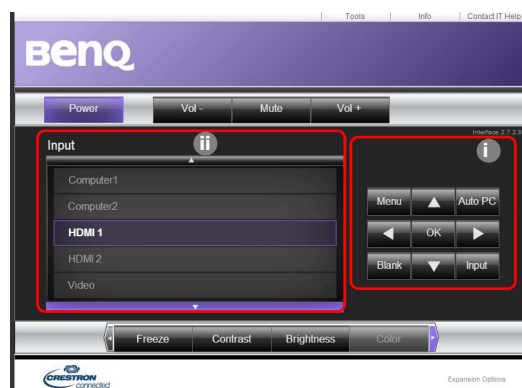 Tools Info Contact IT Help
BenQ
Power Vol - Mute Vol +
Interface 2.7.2.8
Input
ii
i
Computer1
Computer2
HDMI 1
HDMI 2
Video
Menu Auto PC
OK
Blank Input
Freeze Contrast Brightness Color
CRESTRON
connected
Expansion Options